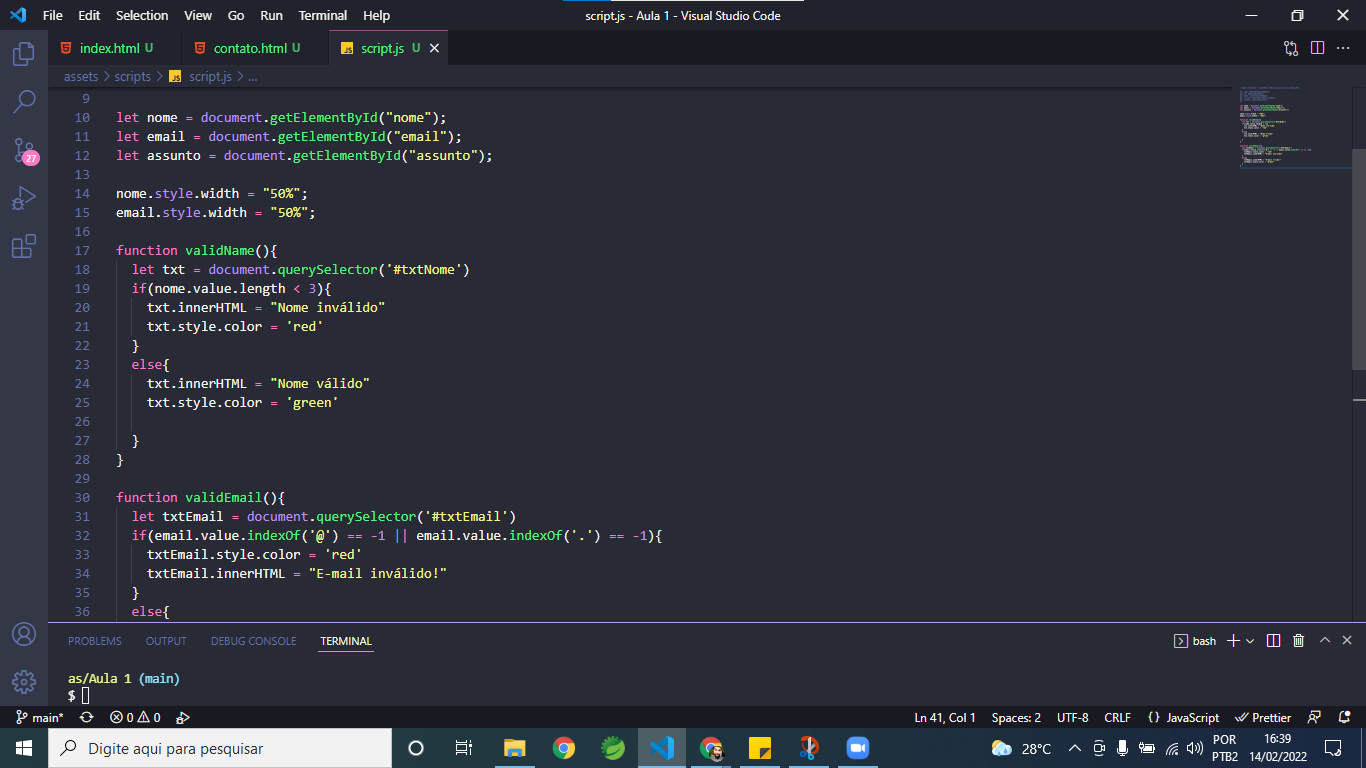 File Edit Selection View Go Run Terminal Help script.js - Aula 1 - Visual Studio Code
index.html U contato.html U script.js U
assets > scripts > script.js > ...
9
10 let nome = document.getElementById("nome");
11 let email = document.getElementById("email");
12 let assunto = document.getElementById("assunto");
13
14 nome.style.width = "50%";
15 email.style.width = "50%";
16
17 function validName(){
18 let txt = document.querySelector('#txtNome')
19 if(nome.value.length < 3){
20 txt.innerHTML = "Nome inválido"
21 txt.style.color = 'red'
22 }
23 else{
24 txt.innerHTML = "Nome válido"
25 txt.style.color = 'green'
26
27 }
28 }
29
30 function validEmail(){
31 let txtEmail = document.querySelector('#txtEmail')
32 if(email.value.indexOf('@') == -1 || email.value.indexOf('.') == -1){
33 txtEmail.style.color = 'red'
34 txtEmail.innerHTML = "E-mail inválido!"
35 }
36 else{
27
PROBLEMS OUTPUT DEBUG CONSOLE TERMINAL bash
as/Aula 1 (main)
$
main* 0 0 Ln 41, Col 1 Spaces: 2 UTF-8 CRLF {} JavaScript Prettier
Digite aqui para pesquisar 28°C POR PTB2 16:39 14/02/2022